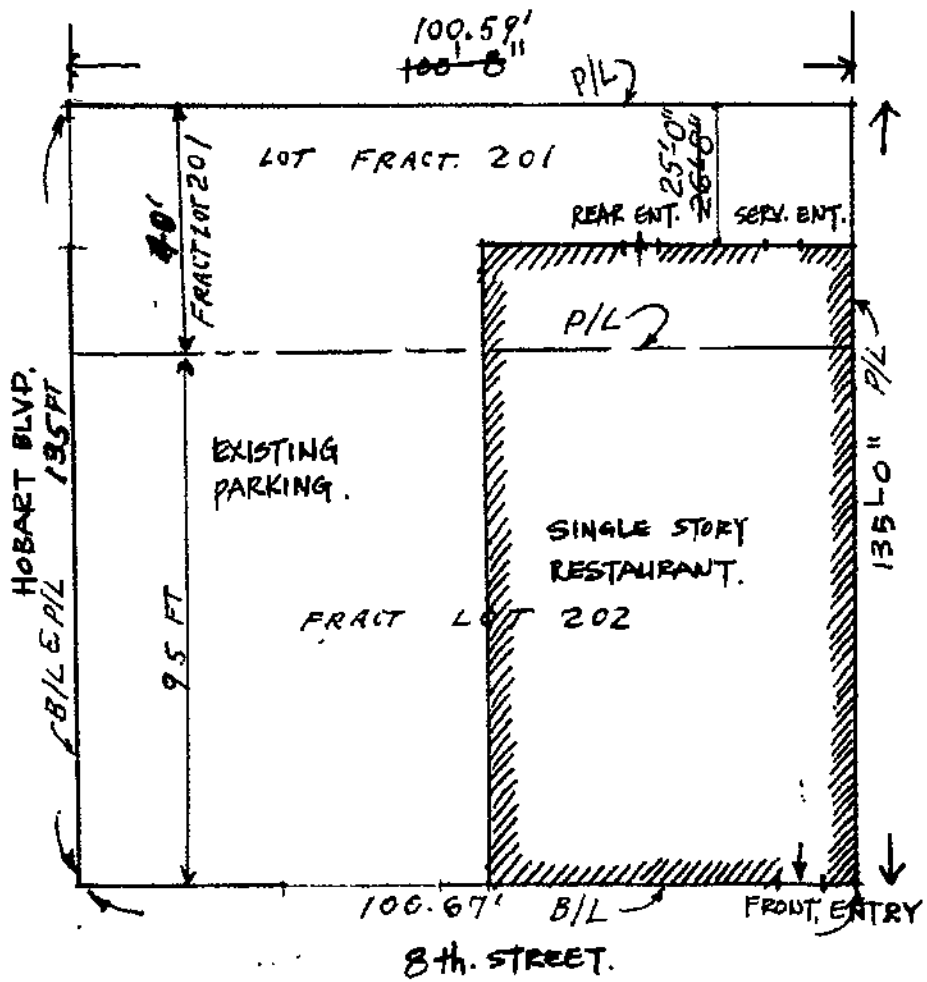 100.59'
100' 8"
P/L
LOT FRACT. 201
25'-0"
26'-8"
40'
FRACT LOT 201
REAR ENT.
SERV. ENT.
P/L
P/L
HOBART BLVD.
135 FT
EXISTING
PARKING.
SINGLE STORY
RESTAURANT.
135'-0"
FRACT LOT 202
95 FT
B/L & P/L
100.67'
B/L
FRONT ENTRY
8th. STREET.